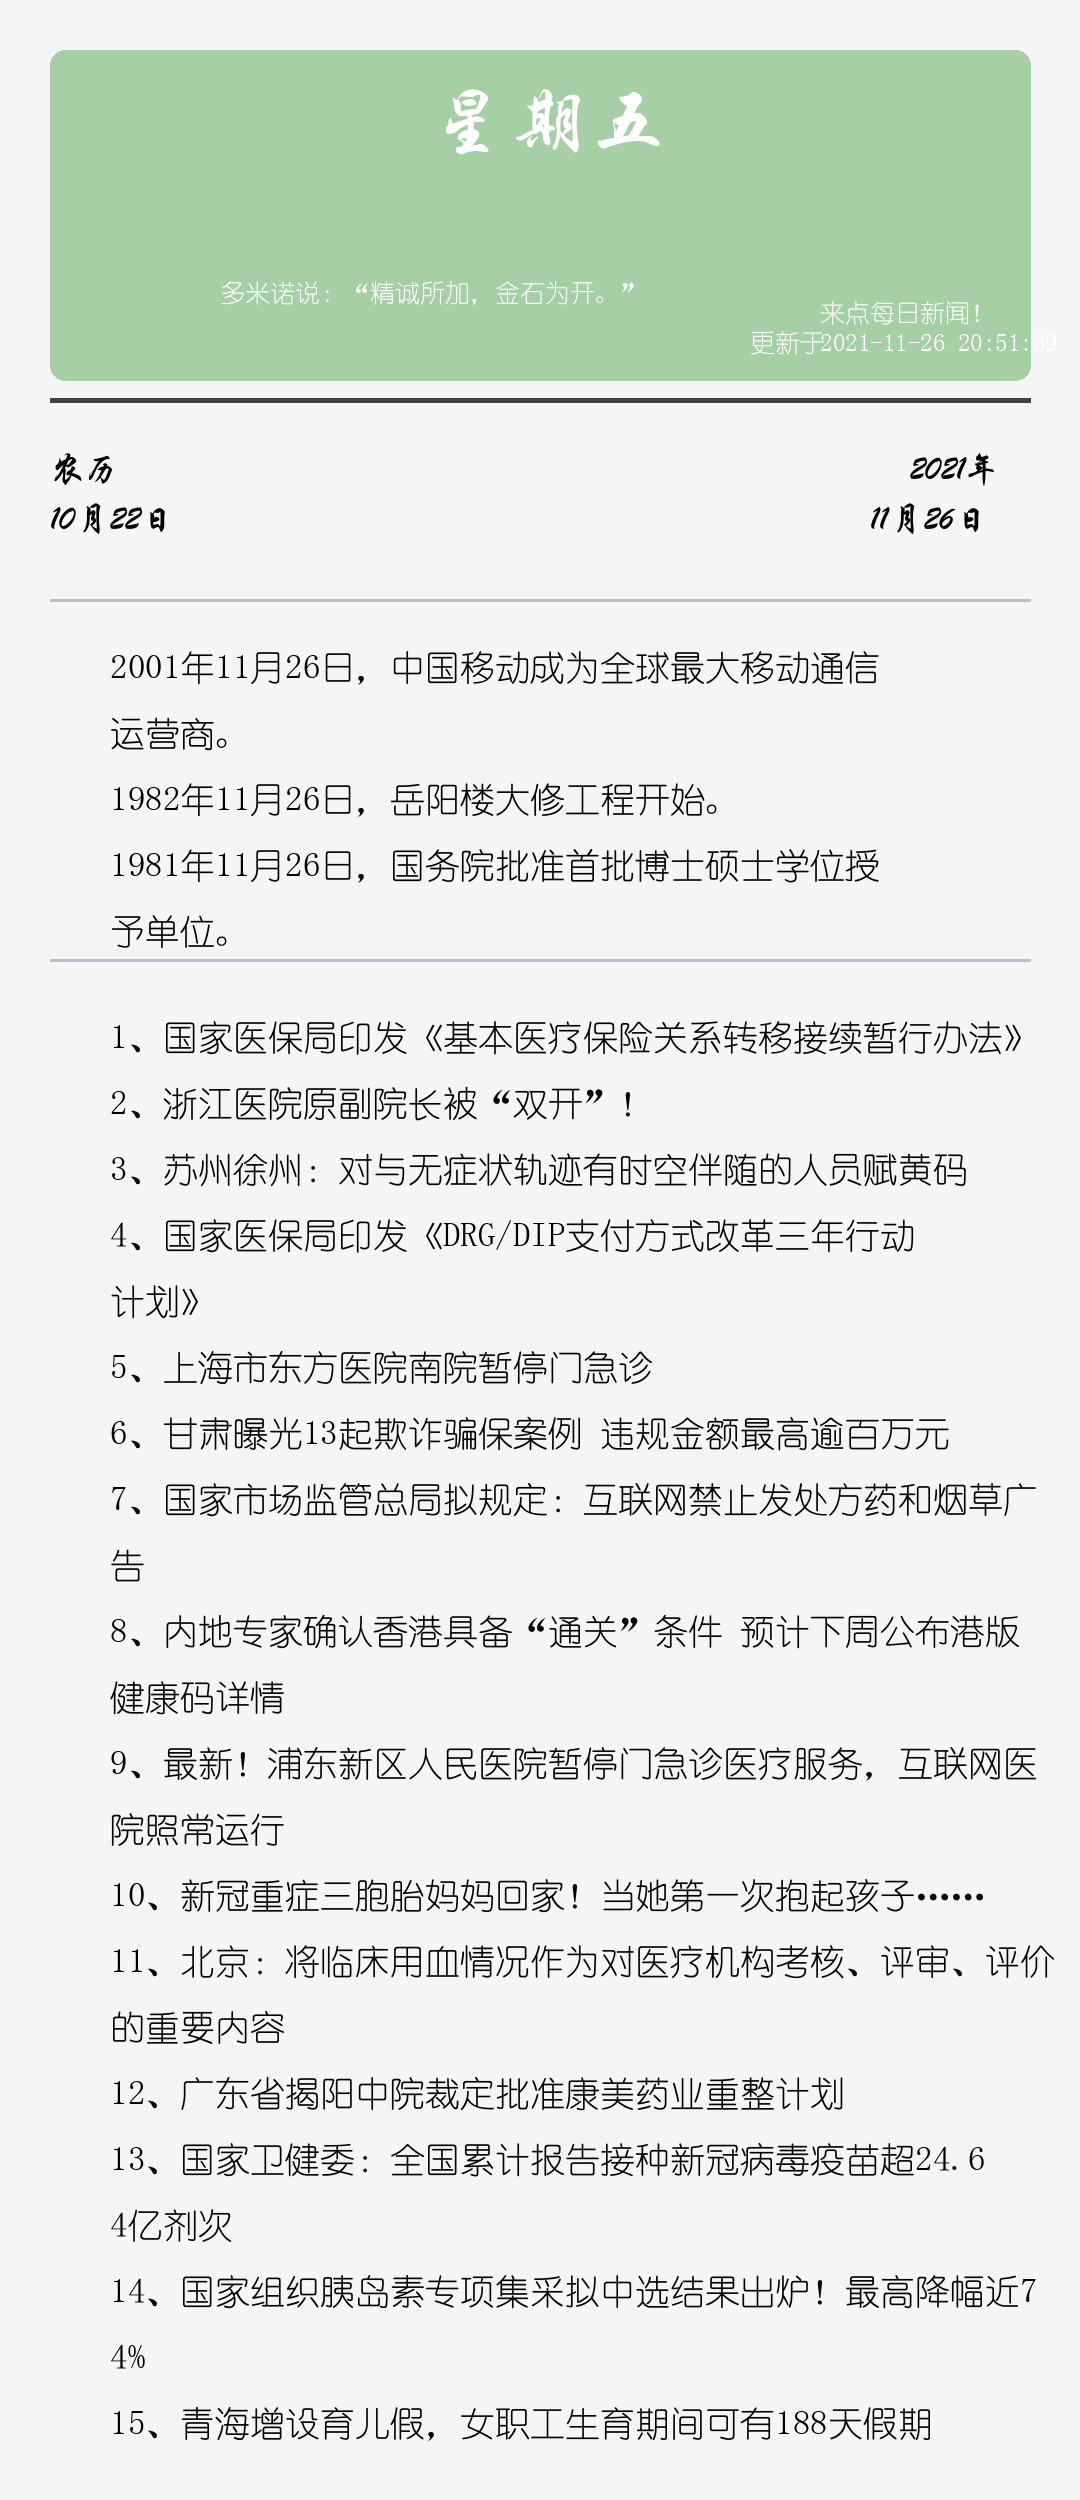 星期五
多米诺说：“精诚所加，金石为开。”
来点每日新闻！
更新于2021-11-26 20:51:39
农历
2021年
10月22日
11月26日
2001年11月26日，中国移动成为全球最大移动通信
运营商。
1982年11月26日，岳阳楼大修工程开始。
1981年11月26日，国务院批准首批博士硕士学位授
予单位。
1、国家医保局印发《基本医疗保险关系转移接续暂行办法》
2、浙江医院原副院长被“双开”！
3、苏州徐州：对与无症状轨迹有时空伴随的人员赋黄码
4、国家医保局印发《DRG/DIP支付方式改革三年行动
计划》
5、上海市东方医院南院暂停门急诊
6、甘肃曝光13起欺诈骗保案例 违规金额最高逾百万元
7、国家市场监管总局拟规定：互联网禁止发处方药和烟草广
告
8、内地专家确认香港具备“通关”条件 预计下周公布港版
健康码详情
9、最新！浦东新区人民医院暂停门急诊医疗服务，互联网医
院照常运行
10、新冠重症三胞胎妈妈回家！当她第一次抱起孩子……
11、北京：将临床用血情况作为对医疗机构考核、评审、评价
的重要内容
12、广东省揭阳中院裁定批准康美药业重整计划
13、国家卫健委：全国累计报告接种新冠病毒疫苗超24.6
4亿剂次
14、国家组织胰岛素专项集采拟中选结果出炉！最高降幅近7
4%
15、青海增设育儿假，女职工生育期间可有188天假期